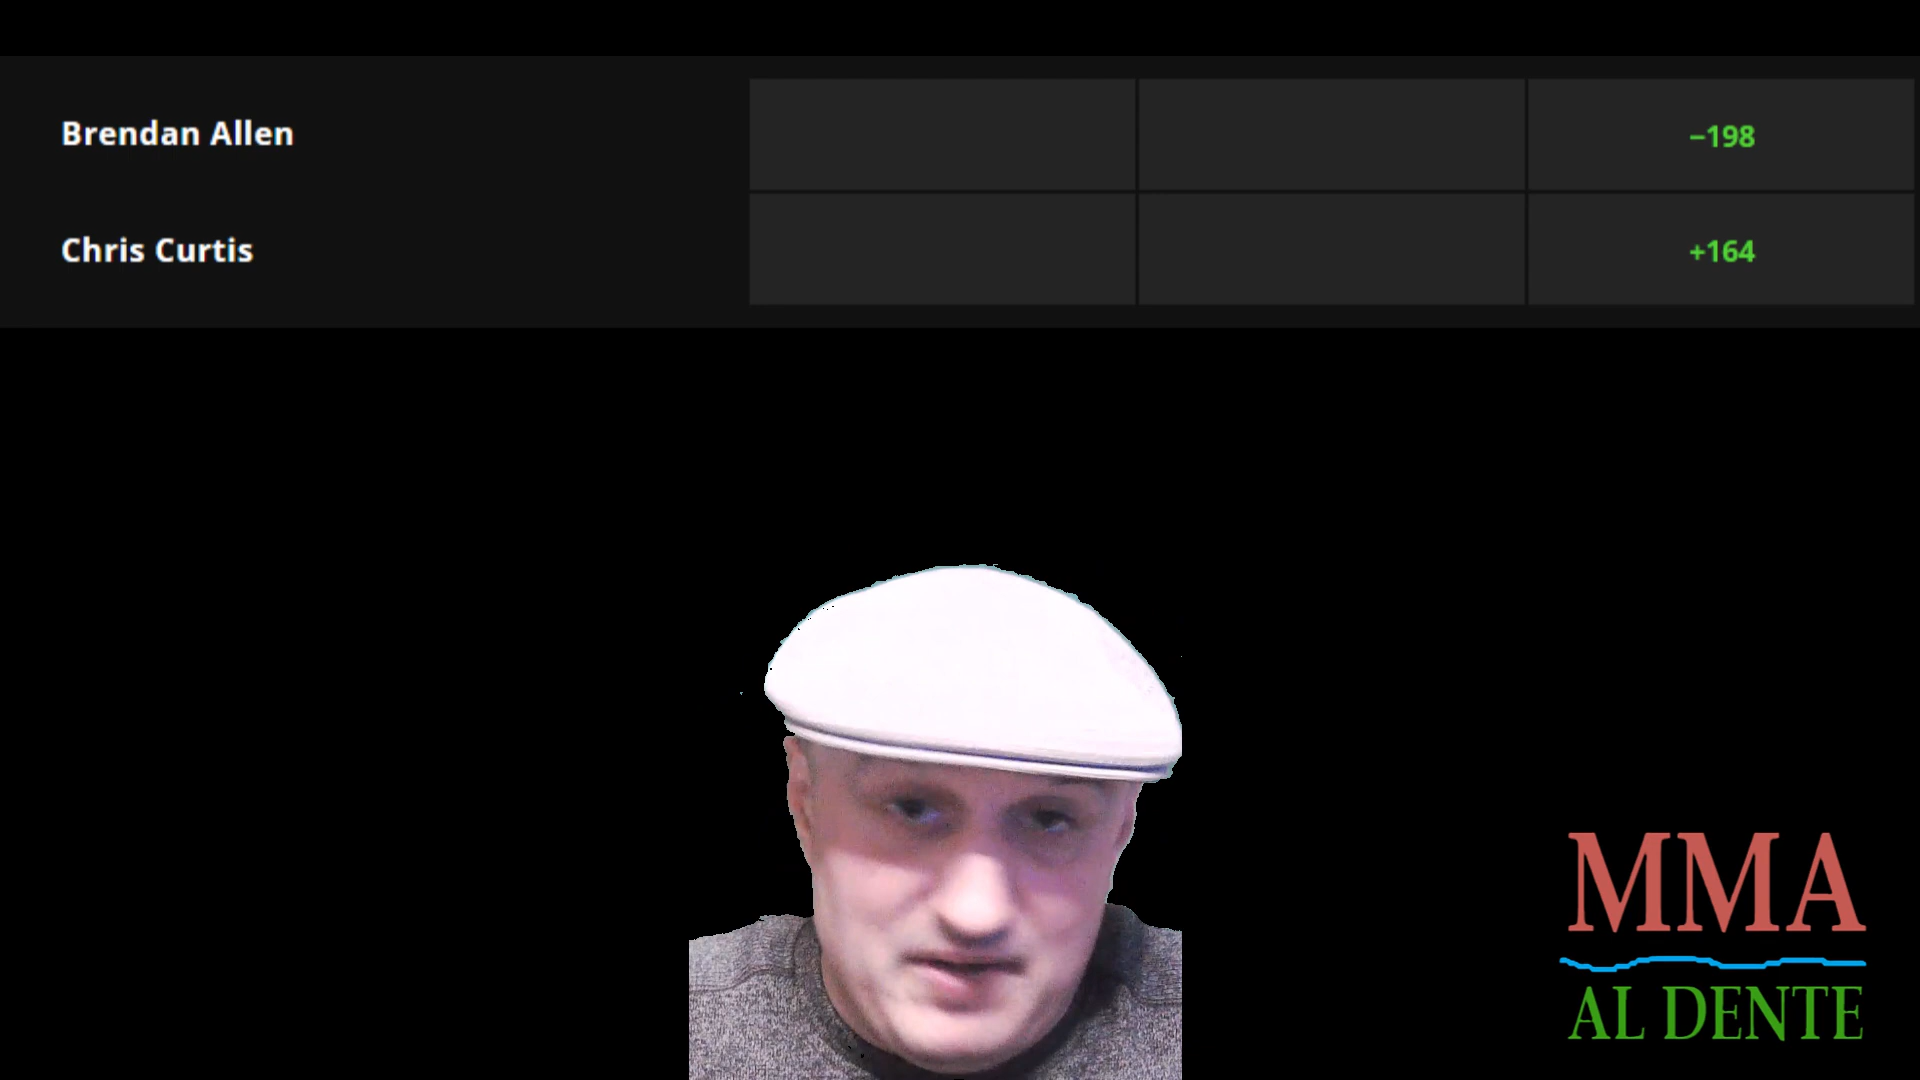 Brendan Allen
−198
Chris Curtis
+164
MMA
AL DENTE